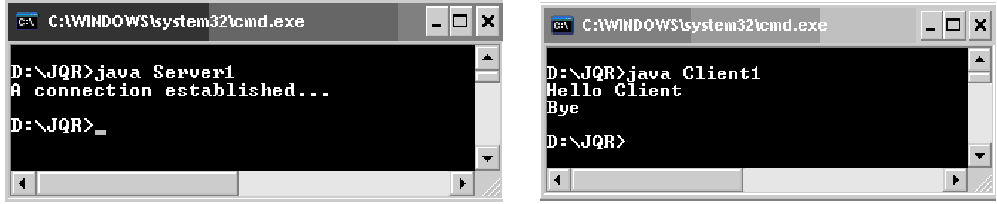 C:\WINDOWS\system32\cmd.exe
D:\JQR>java Server1
A connection established...
D:\JQR>_
C:\WINDOWS\system32\cmd.exe
D:\JQR>java Client1
Hello Client
Bye
D:\JQR>